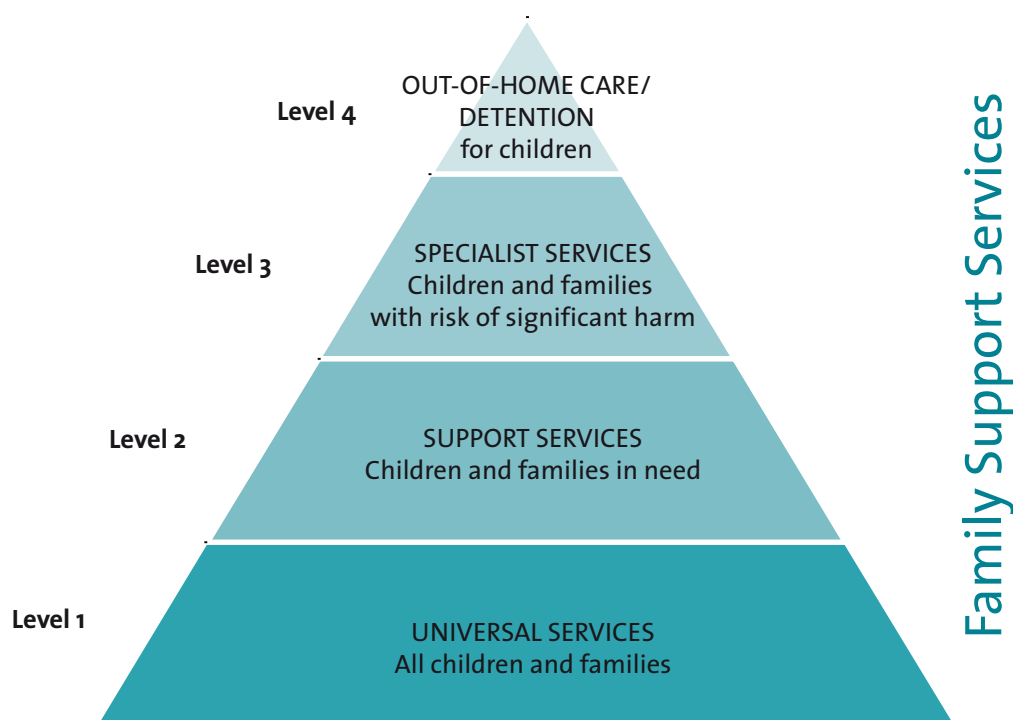 OUT-OF-HOME CARE/
DETENTION
for children
Level 4
SPECIALIST SERVICES
Children and families
with risk of significant harm
Level 3
SUPPORT SERVICES
Children and families in need
Level 2
UNIVERSAL SERVICES
All children and families
Level 1
Family Support Services